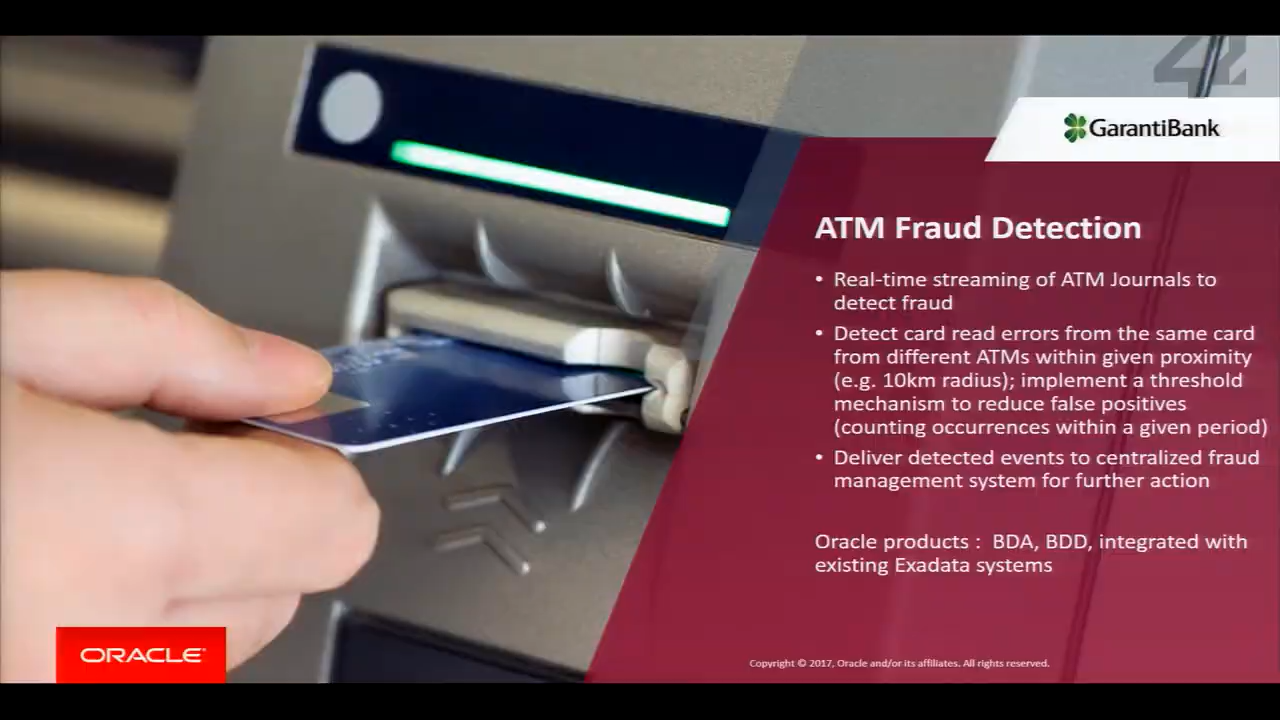 GarantiBank
ATM Fraud Detection
• Real-time streaming of ATM Journals to
detect fraud
• Detect card read errors from the same card
from different ATMs within given proximity
(e.g. 10km radius); implement a threshold
mechanism to reduce false positives
(counting occurrences within a given period)
• Deliver detected events to centralized fraud
management system for further action
Oracle products : BDA, BDD, integrated with
existing Exadata systems
ORACLE
Copyright © 2017, Oracle and/or its affiliates. All rights reserved.